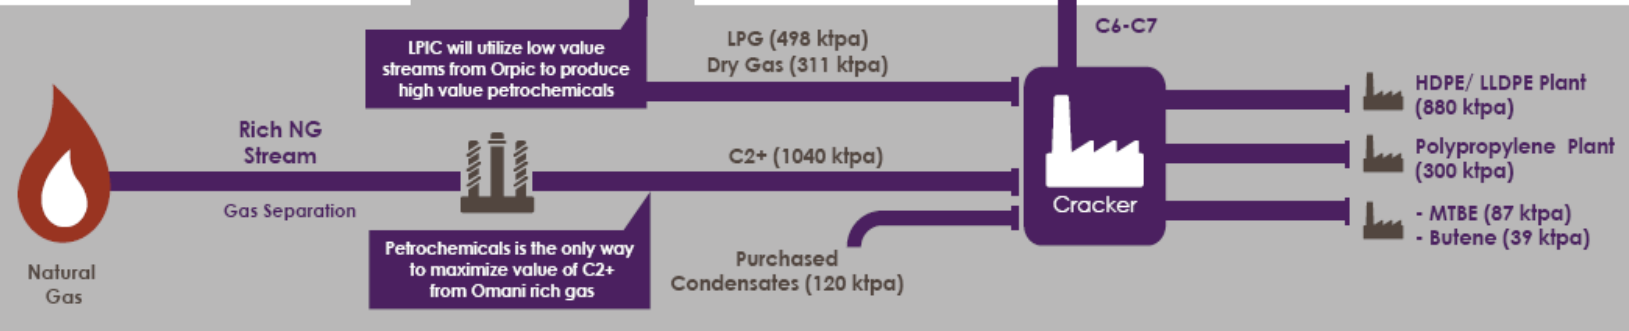 C6-C7
LPIC will utilize low value
streams from Orpic to produce
high value petrochemicals
LPG (498 ktpa)
Dry Gas (311 ktpa)
HDPE/ LLDPE Plant
(880 ktpa)
Rich NG
Stream
C2+ (1040 ktpa)
Polypropylene Plant
(300 ktpa)
Gas Separation
Cracker
- MTBE (87 ktpa)
- Butene (39 ktpa)
Petrochemicals is the only way
to maximize value of C2+
from Omani rich gas
Purchased
Condensates (120 ktpa)
Natural
Gas